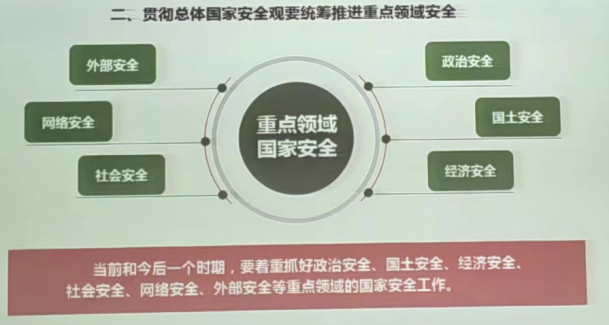 二、贯彻总体国家安全观要统筹推进重点领域安全
外部安全
政治安全
网络安全
国土安全
重点领域
国家安全
社会安全
经济安全
当前和今后一个时期，要着重抓好政治安全、国土安全、经济安全、
社会安全、网络安全、外部安全等重点领域的国家安全工作。